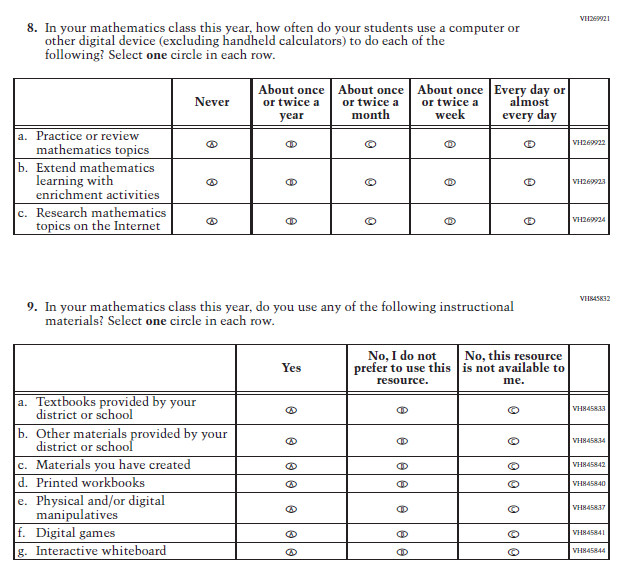 VH269921
8. In your mathematics class this year, how often do your students use a computer or
other digital device (excluding handheld calculators) to do each of the
following? Select one circle in each row.
Never
About once or twice a year
About once or twice a month
About once or twice a week
Every day or almost every day
a. Practice or review
mathematics topics
A B C D E VH269922
b. Extend mathematics
learning with
enrichment activities
A B C D E VH269923
c. Research mathematics
topics on the Internet
A B C D E VH269924
VH845832
9. In your mathematics class this year, do you use any of the following instructional
materials? Select one circle in each row.
Yes
No, I do not prefer to use this resource.
No, this resource is not available to me.
a. Textbooks provided by your
district or school
A B C VH845833
b. Other materials provided by your
district or school
A B C VH845834
c. Materials you have created A B C VH845842
d. Printed workbooks A B C VH845840
e. Physical and/or digital
manipulatives
A B C VH845837
f. Digital games A B C VH845841
g. Interactive whiteboard A B C VH845844